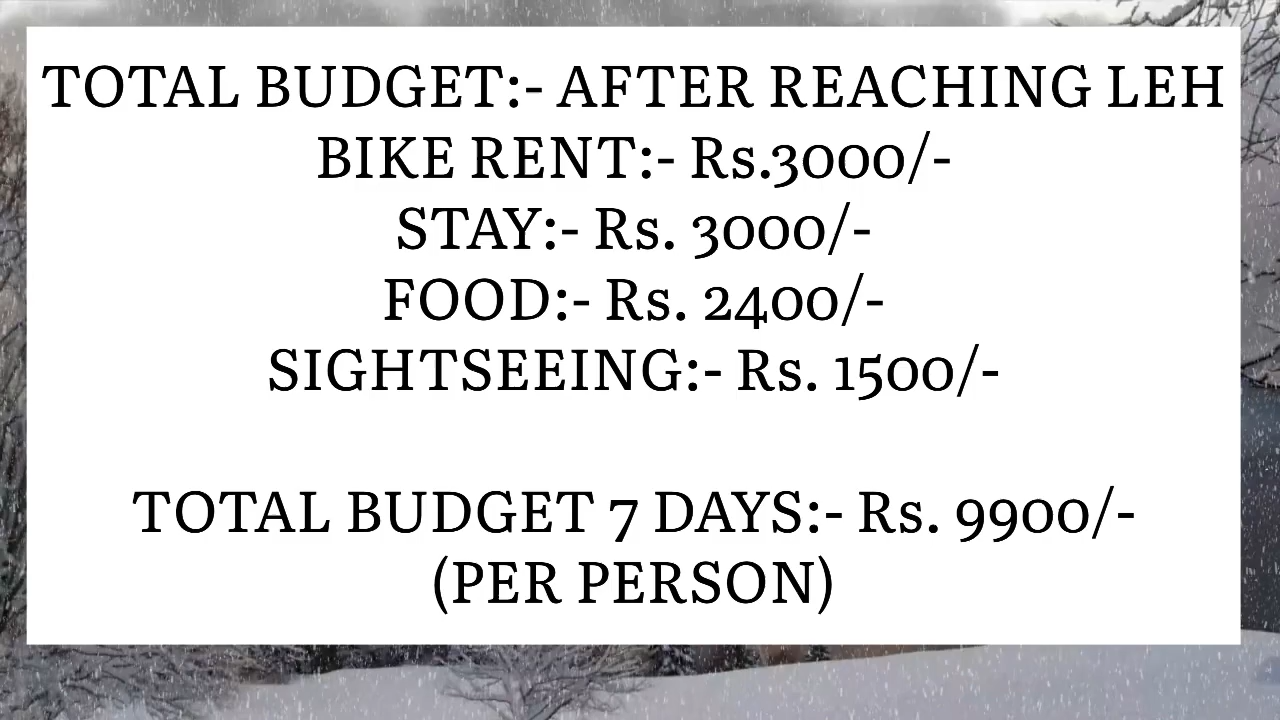 TOTAL BUDGET:- AFTER REACHING LEH
BIKE RENT:- Rs.3000/-
STAY:- Rs. 3000/-
FOOD:- Rs. 2400/-
SIGHTSEEING:- Rs. 1500/-
TOTAL BUDGET 7 DAYS:- Rs. 9900/-
(PER PERSON)